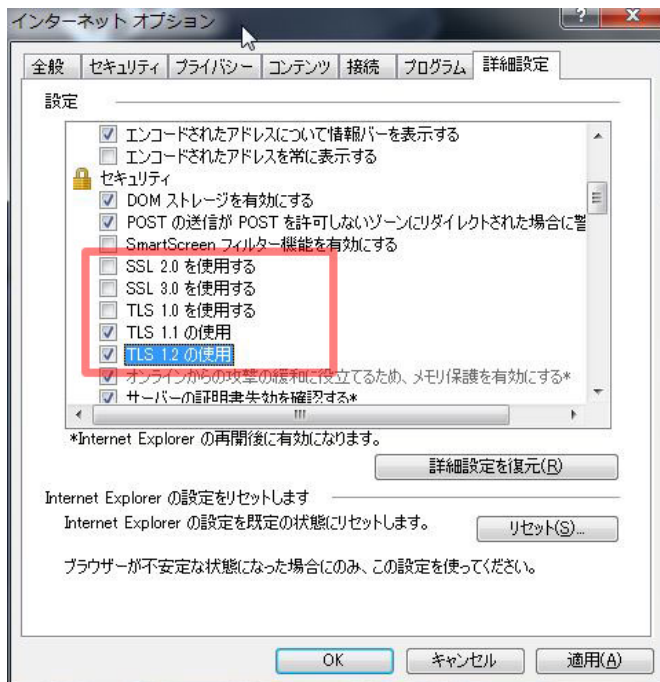 インターネット オプション
全般 セキュリティ プライバシー コンテンツ 接続 プログラム 詳細設定
設定
エンコードされたアドレスについて情報バーを表示する
エンコードされたアドレスを常に表示する
セキュリティ
DOM ストレージを有効にする
POST の送信が POST を許可しないゾーンにリダイレクトされた場合に警
SmartScreen フィルター機能を有効にする
SSL 2.0 を使用する
SSL 3.0 を使用する
TLS 1.0 を使用する
TLS 1.1 の使用
TLS 1.2 の使用
オンラインからの攻撃の緩和に役立てるため、メモリ保護を有効にする*
サーバーの証明書失効を確認する*
*Internet Explorer の再開後に有効になります。
詳細設定を復元(R)
Internet Explorer の設定をリセットします
Internet Explorer の設定を既定の状態にリセットします。
リセット(S)...
ブラウザーが不安定な状態になった場合にのみ、この設定を使ってください。
OK キャンセル 適用(A)